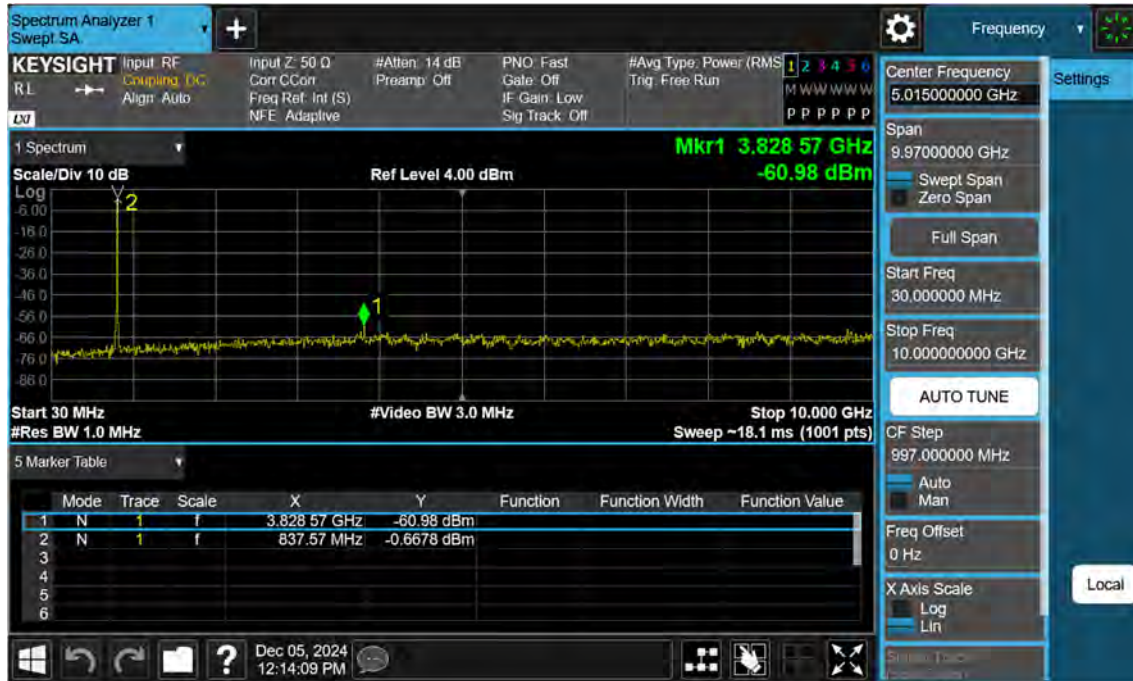 Spectrum Analyzer 1
Swept SA
Frequency
KEYSIGHT
RL
LXI
Input: RF
Coupling: DC
Align: Auto
Input Z: 50 Ω
Corr CCorr
Freq Ref: Int (S)
NFE: Adaptive
#Atten: 14 dB
Preamp: Off
PNO: Fast
Gate: Off
IF Gain: Low
Sig Track: Off
#Avg Type: Power (RMS
Trig: Free Run
1 2 3 4 5 6
M W W W W W
P P P P P P
1 Spectrum
Mkr1 3.828 57 GHz
-60.98 dBm
Scale/Div 10 dB
Ref Level 4.00 dBm
Log
-6.00
-16.0
-26.0
-36.0
-46.0
-56.0
-66.0
-76.0
-86.0
2
1
Start 30 MHz
#Video BW 3.0 MHz
Stop 10.000 GHz
#Res BW 1.0 MHz
Sweep ~18.1 ms (1001 pts)
5 Marker Table
Mode Trace Scale X Y Function Function Width Function Value
1 N 1 f 3.828 57 GHz -60.98 dBm
2 N 1 f 837.57 MHz -0.6678 dBm
3
4
5
6
?
Dec 05, 2024
12:14:09 PM
Center Frequency
5.015000000 GHz
Settings
Span
9.97000000 GHz
Swept Span
Zero Span
Full Span
Start Freq
30.000000 MHz
Stop Freq
10.000000000 GHz
AUTO TUNE
CF Step
997.000000 MHz
Auto
Man
Freq Offset
0 Hz
X Axis Scale
Log
Lin
Local